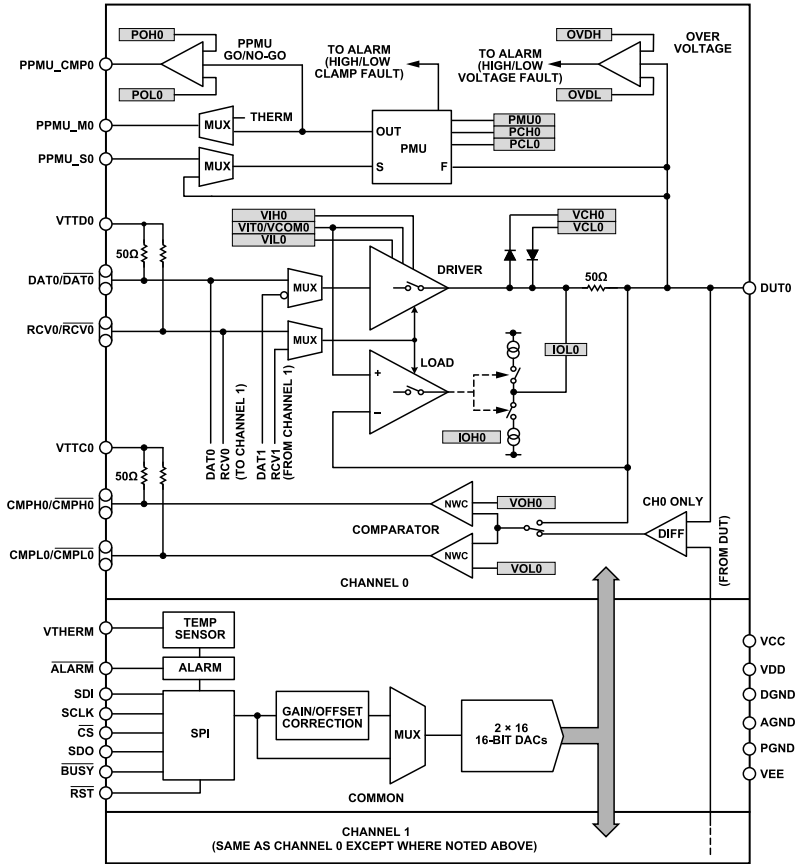 POH0
PPMU
GO/NO-GO
PPMU_CMP0
POL0
TO ALARM
(HIGH/LOW
CLAMP FAULT)
TO ALARM
(HIGH/LOW
VOLTAGE FAULT)
OVDH
OVER
VOLTAGE
OVDL
PPMU_M0
MUX
THERM
OUT
PMU
S
F
PMU0
PCH0
PCL0
PPMU_S0
MUX
VTTD0
50Ω
VIH0
VIT0/VCOM0
VIL0
VCH0
VCL0
DAT0/DAT0
MUX
DRIVER
50Ω
DUT0
RCV0/RCV0
MUX
LOAD
IOL0
+
–
IOH0
DAT0
RCV0
(TO CHANNEL 1)
DAT1
RCV1
(FROM CHANNEL 1)
VTTC0
50Ω
CMPH0/CMPH0
NWC
VOH0
COMPARATOR
CH0 ONLY
DIFF
(FROM DUT)
CMPL0/CMPL0
NWC
VOL0
CHANNEL 0
VTHERM
TEMP
SENSOR
ALARM
ALARM
SDI
SCLK
CS
SDO
BUSY
RST
SPI
GAIN/OFFSET
CORRECTION
MUX
2 × 16
16-BIT DACs
COMMON
VCC
VDD
DGND
AGND
PGND
VEE
CHANNEL 1
(SAME AS CHANNEL 0 EXCEPT WHERE NOTED ABOVE)